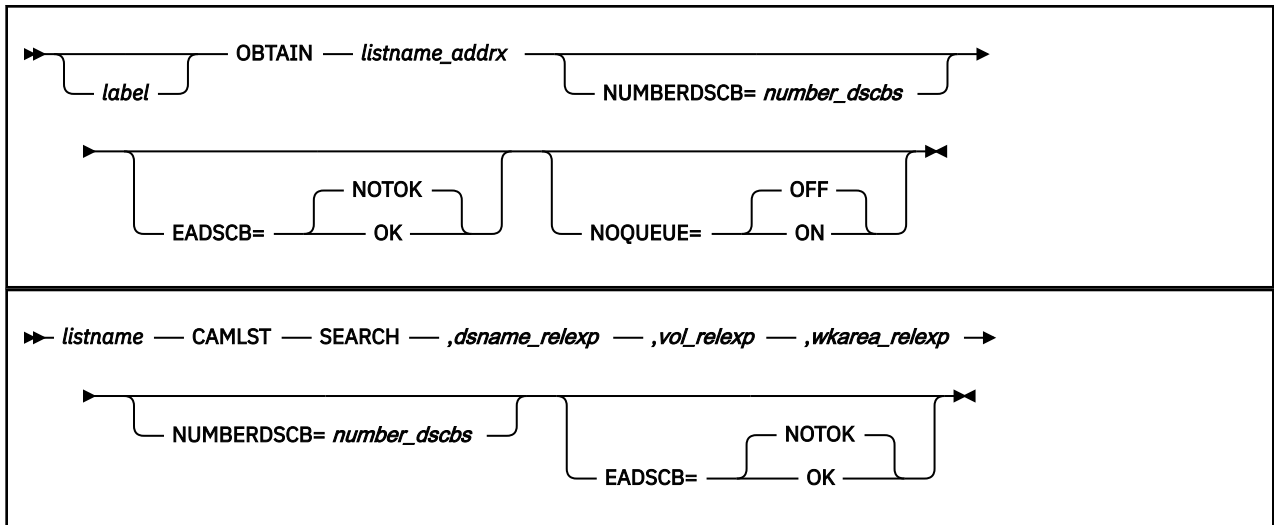 OBTAIN listname_addrx
label NUMBERDSCB= number_dscbs
NOTOK OFF
EADSCB= OK NOQUEUE= ON
listname CAMLST SEARCH ,dsname_relexp ,vol_relexp ,wkarea_relexp
NUMBERDSCB= number_dscbs NOTOK
EADSCB= OK